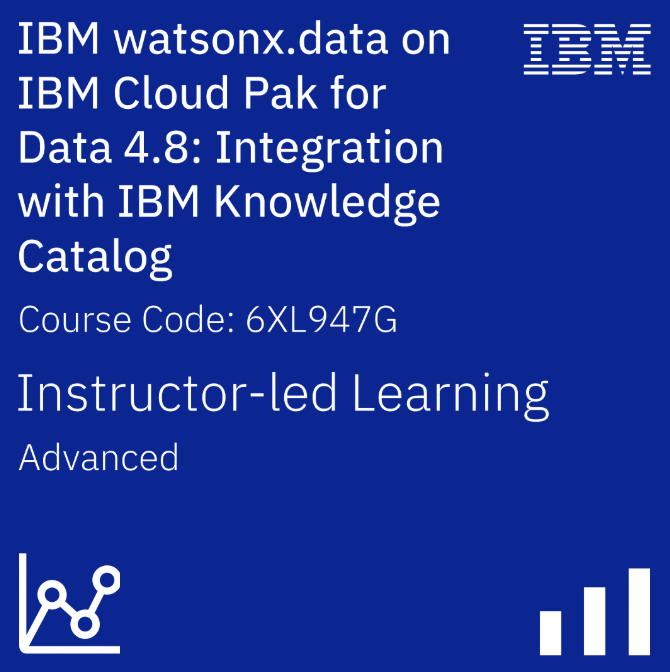 IBM watsonx.data on
IBM
IBM Cloud Pak for
Data 4.8: Integration
with IBM Knowledge
Catalog
Course Code: 6XL947G
Instructor-led Learning
Advanced